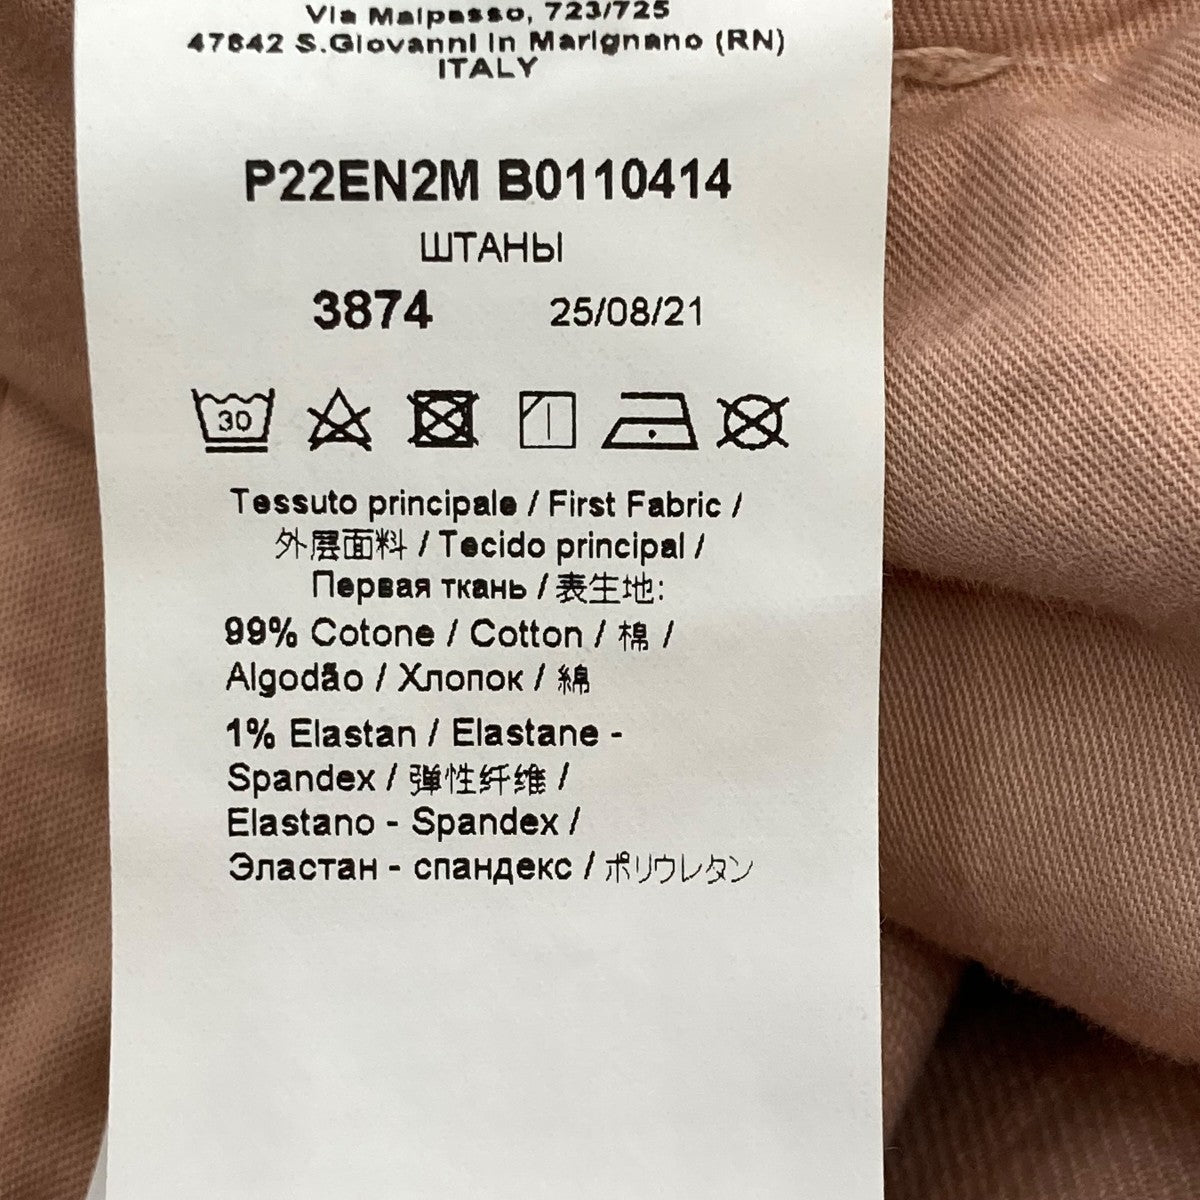 Via Malpasso, 723/725
47842 S.Giovanni in Marignano (RN)
ITALY
P22EN2M B0110414
ШТАНЫ
3874 25/08/21
30
Tessuto principale / First Fabric /
外层面料 / Tecido principal /
Первая ткань / 表生地:
99% Cotone / Cotton / 棉 /
Algodão / Хлопок / 綿
1% Elastan / Elastane -
Spandex / 弹性纤维 /
Elastano - Spandex /
Эластан - спандекс / ポリウレタン